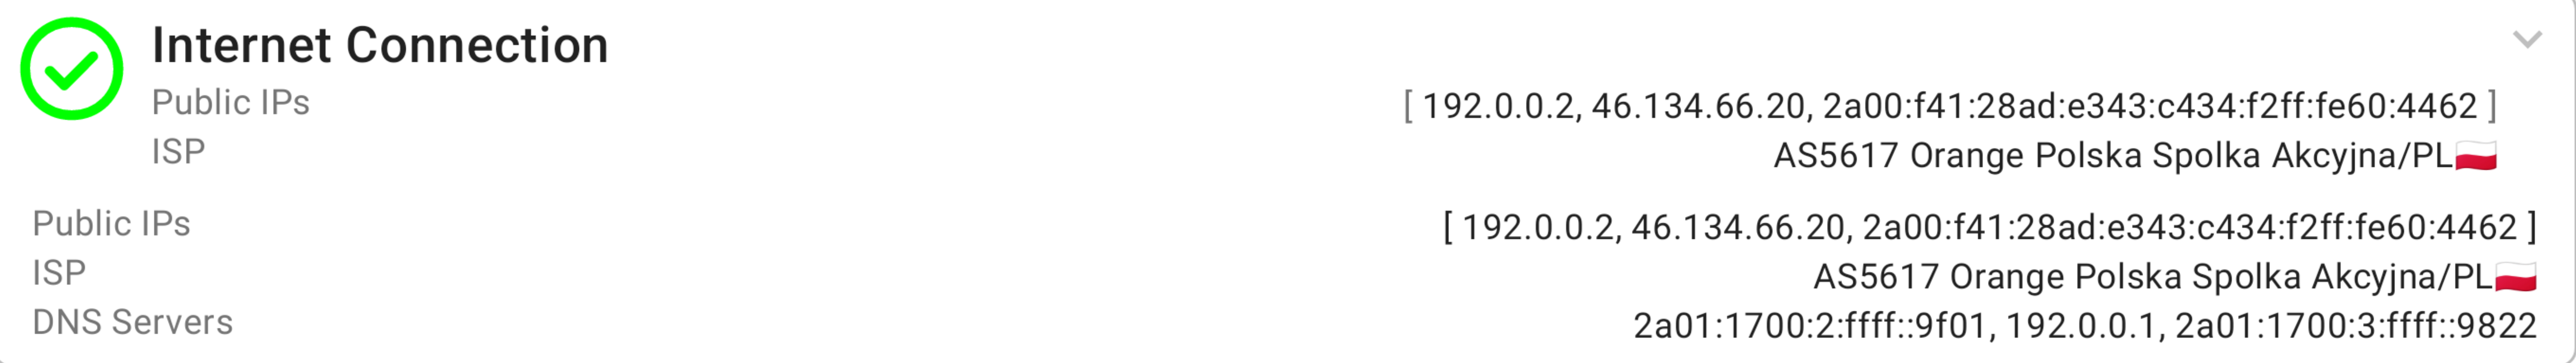 Internet Connection
Public IPs [ 192.0.0.2, 46.134.66.20, 2a00:f41:28ad:e343:c434:f2ff:fe60:4462 ]
ISP AS5617 Orange Polska Spolka Akcyjna/PL🇵🇱
Public IPs [ 192.0.0.2, 46.134.66.20, 2a00:f41:28ad:e343:c434:f2ff:fe60:4462 ]
ISP AS5617 Orange Polska Spolka Akcyjna/PL🇵🇱
DNS Servers 2a01:1700:2:ffff::9f01, 192.0.0.1, 2a01:1700:3:ffff::9822